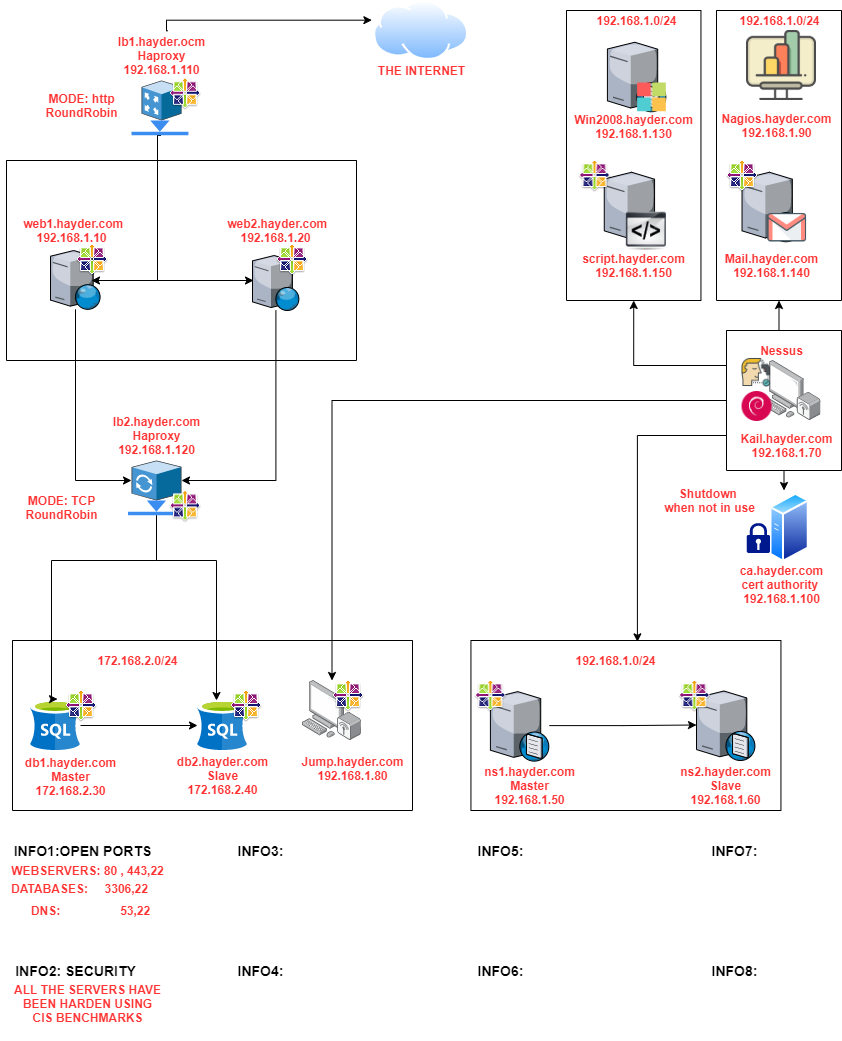 lb1.hayder.ocm
Haproxy
192.168.1.110
THE INTERNET
MODE: http
RoundRobin
192.168.1.0/24
192.168.1.0/24
Win2008.hayder.com
192.168.1.130
Nagios.hayder.com
192.168.1.90
web1.hayder.com
192.168.1.10
web2.hayder.com
192.168.1.20
</>
script.hayder.com
192.168.1.150
Mail.hayder.com
192.168.1.140
Nessus
Kail.hayder.com
192.168.1.70
lb2.hayder.com
Haproxy
192.168.1.120
MODE: TCP
RoundRobin
Shutdown
when not in use
ca.hayder.com
cert authority
192.168.1.100
172.168.2.0/24
192.168.1.0/24
SQL
SQL
db1.hayder.com
Master
172.168.2.30
db2.hayder.com
Slave
172.168.2.40
Jump.hayder.com
192.168.1.80
ns1.hayder.com
Master
192.168.1.50
ns2.hayder.com
Slave
192.168.1.60
INFO1:OPEN PORTS
WEBSERVERS: 80 , 443,22
DATABASES: 3306,22
DNS: 53,22
INFO3:
INFO5:
INFO7:
INFO2: SECURITY
ALL THE SERVERS HAVE
BEEN HARDEN USING
CIS BENCHMARKS
INFO4:
INFO6:
INFO8: